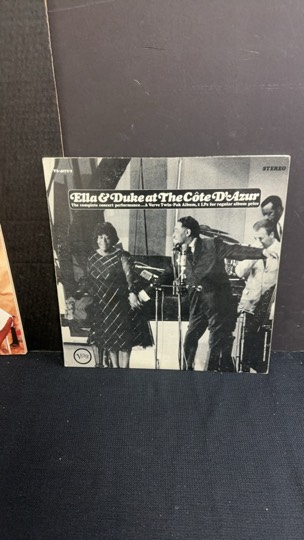 STEREO
Ella & Duke at The Côte D'Azur
The complete concert performance...A Verve Twin-Pak Album, 2 LPs for regular album price
Verve